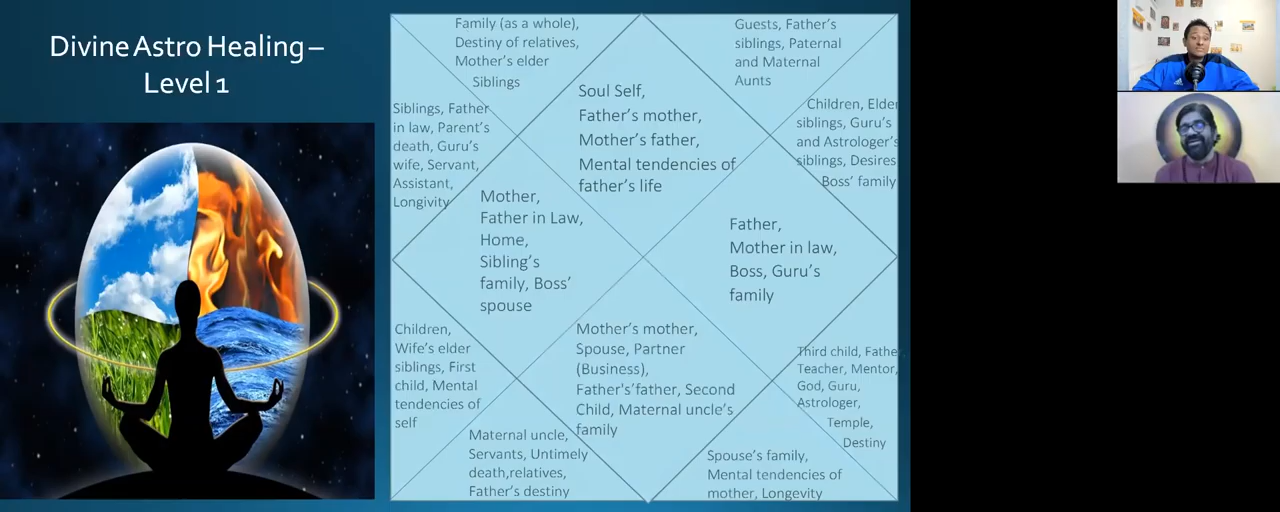 Divine Astro Healing –
Level 1
Family (as a whole),
Destiny of relatives,
Mother's elder
Siblings
Guests, Father's
siblings, Paternal
and Maternal
Aunts
Soul Self,
Father's mother,
Mother's father,
Mental tendencies of
father's life
Siblings, Father
in law, Parent's
death, Guru's
wife, Servant,
Assistant,
Longivity
Children, Elder
siblings, Guru's
and Astrologer's
siblings, Desires
Boss' family
Mother,
Father in Law,
Home,
Sibling's
family, Boss'
spouse
Father,
Mother in law,
Boss, Guru's
family
Children,
Wife's elder
siblings, First
child, Mental
tendencies of
self
Mother's mother,
Spouse, Partner
(Business),
Father's'father, Second
Child, Maternal uncle's
family
Third child, Father,
Teacher, Mentor,
God, Guru,
Astrologer,
Temple,
Destiny
Maternal uncle,
Servants, Untimely
death,relatives,
Father's destiny
Spouse's family,
Mental tendencies of
mother, Longevity